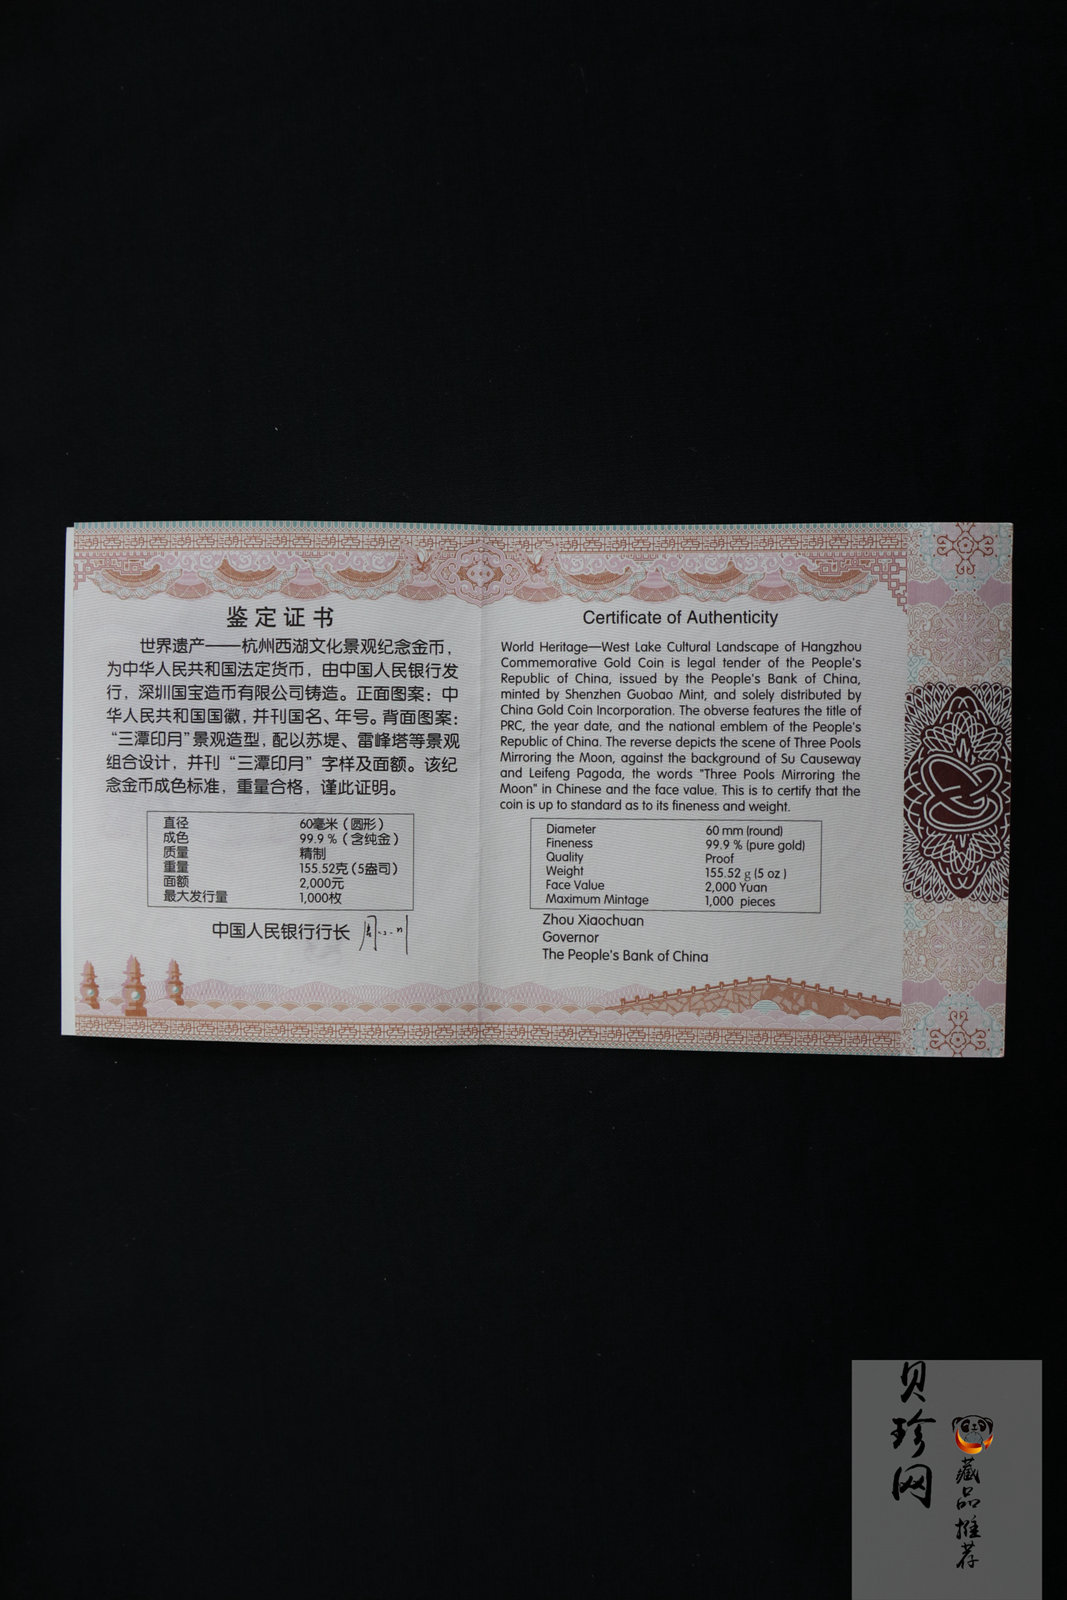 鉴定证书
世界遗产——杭州西湖文化景观纪念金币，
为中华人民共和国法定货币，由中国人民银行发
行，深圳国宝造币有限公司铸造。正面图案：中
华人民共和国国徽，并刊国名、年号。背面图案：
“三潭印月”景观造型，配以苏堤、雷峰塔等景观
组合设计，并刊“三潭印月”字样及面额。该纪
念金币成色标准，重量合格，谨此证明。
直径 60毫米（圆形）
成色 99.9％（含纯金）
质量 精制
重量 155.52克（5盎司）
面额 2,000元
最大发行量 1,000枚
中国人民银行行长
Certificate of Authenticity
World Heritage—West Lake Cultural Landscape of Hangzhou
Commemorative Gold Coin is legal tender of the People's
Republic of China, issued by the People's Bank of China,
minted by Shenzhen Guobao Mint, and solely distributed by
China Gold Coin Incorporation. The obverse features the title of
PRC, the year date, and the national emblem of the People's
Republic of China. The reverse depicts the scene of Three Pools
Mirroring the Moon, against the background of Su Causeway
and Leifeng Pagoda, the words "Three Pools Mirroring the
Moon" in Chinese and the face value. This is to certify that the
coin is up to standard as to its fineness and weight.
Diameter 60 mm (round)
Fineness 99.9 % (pure gold)
Quality Proof
Weight 155.52 g (5 oz )
Face Value 2,000 Yuan
Maximum Mintage 1,000 pieces
Zhou Xiaochuan
Governor
The People's Bank of China
贝珍网
藏品推荐